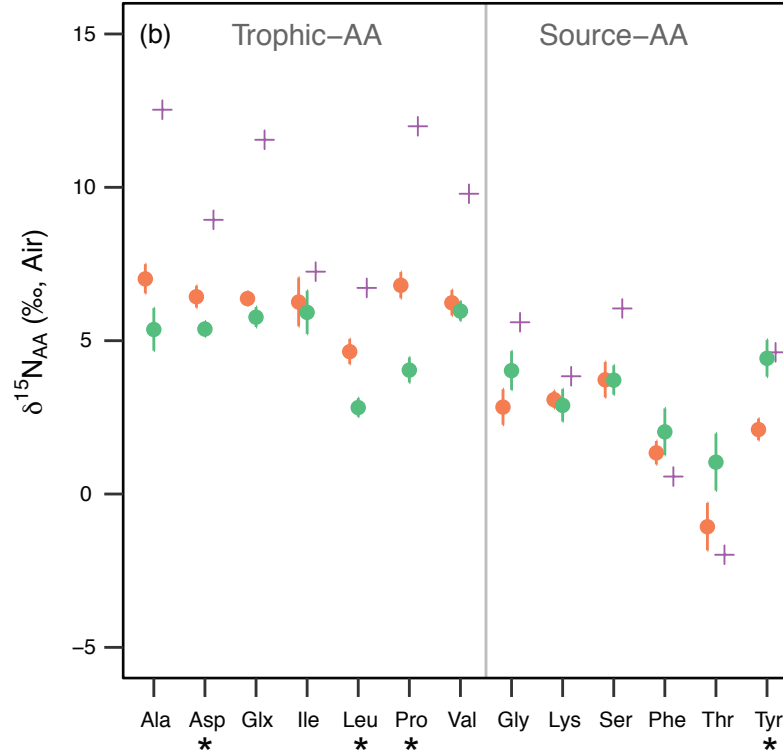 (b) Trophic–AA Source–AA
15
10
5
0
−5
δ15NAA (‰, Air)
Ala Asp Glx Ile Leu Pro Val Gly Lys Ser Phe Thr Tyr
* * * *